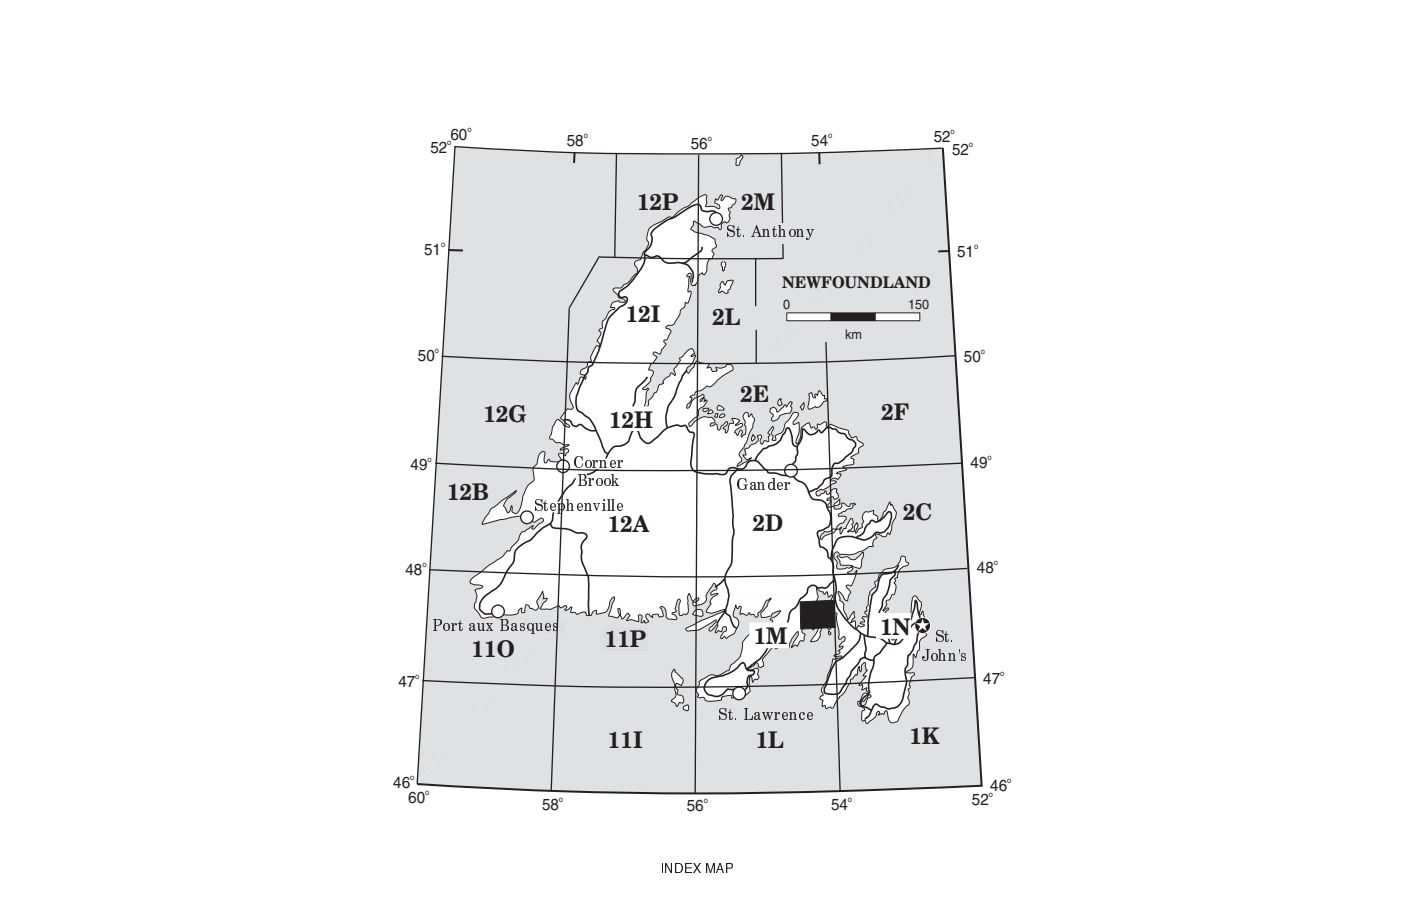 60°
58°
56°
54°
52°
52°
52°
12P
2M
St. Anthony
51°
51°
NEWFOUNDLAND
0
150
km
12I
2L
50°
50°
12G
12H
2E
2F
49°
49°
Corner
Brook
Gander
12B
Stephenville
12A
2D
2C
48°
48°
Port aux Basques
11O
11P
1M
1N
St.
John's
47°
47°
St. Lawrence
11I
1L
1K
46°
46°
60°
58°
56°
54°
52°
INDEX MAP